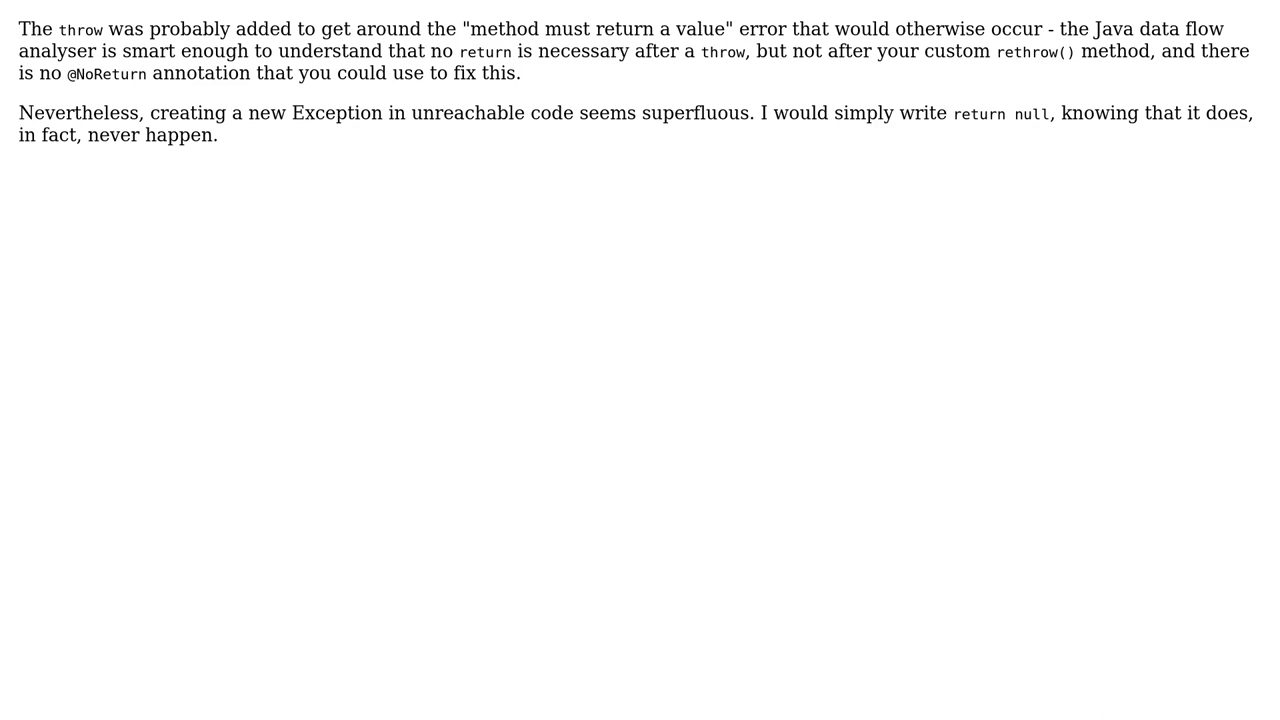 The throw was probably added to get around the "method must return a value" error that would otherwise occur - the Java data flow
analyser is smart enough to understand that no return is necessary after a throw, but not after your custom rethrow() method, and there
is no @NoReturn annotation that you could use to fix this.
Nevertheless, creating a new Exception in unreachable code seems superfluous. I would simply write return null, knowing that it does,
in fact, never happen.